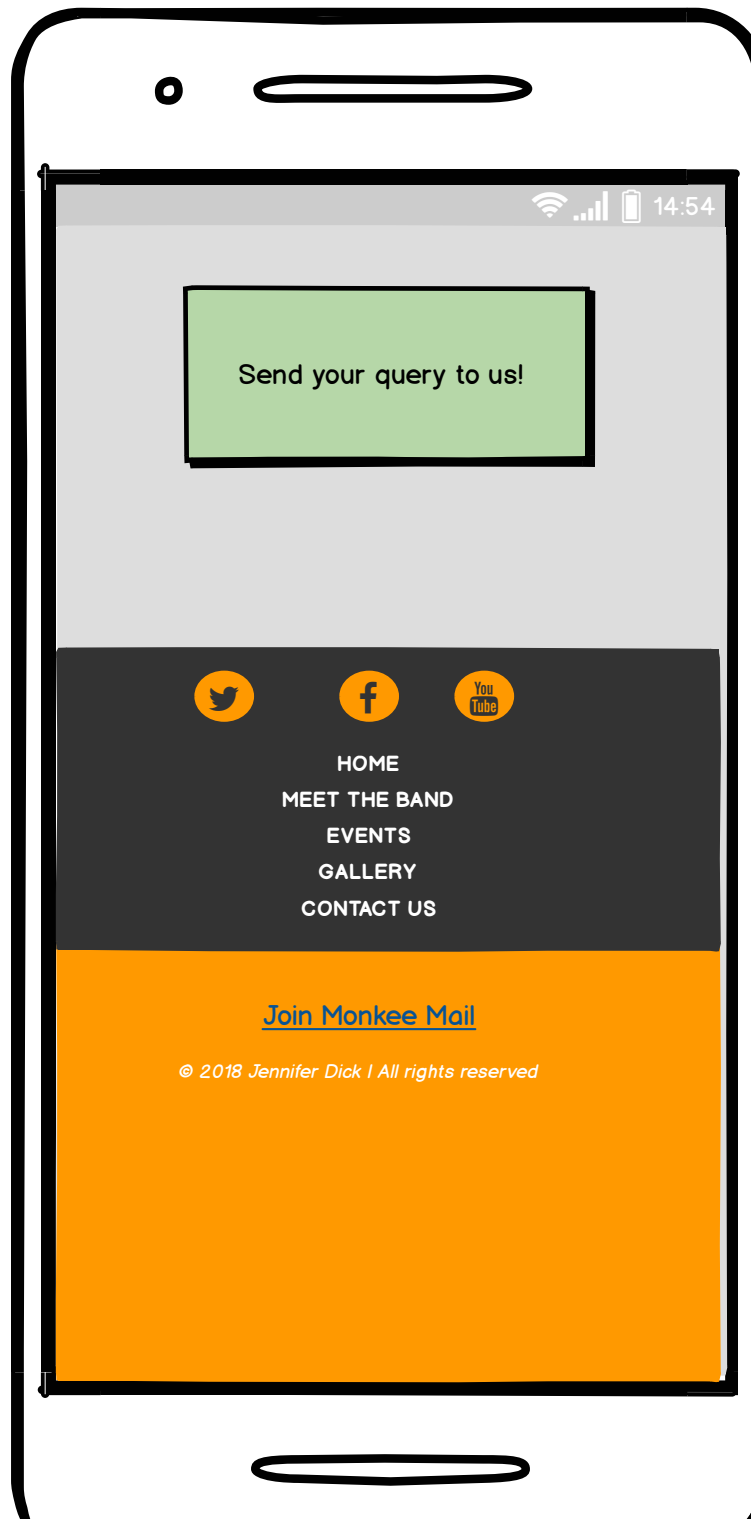 14:54
Send your query to us!
You
Tube
HOME
MEET THE BAND
EVENTS
GALLERY
CONTACT US
Join Monkee Mail
© 2018 Jennifer Dick | All rights reserved